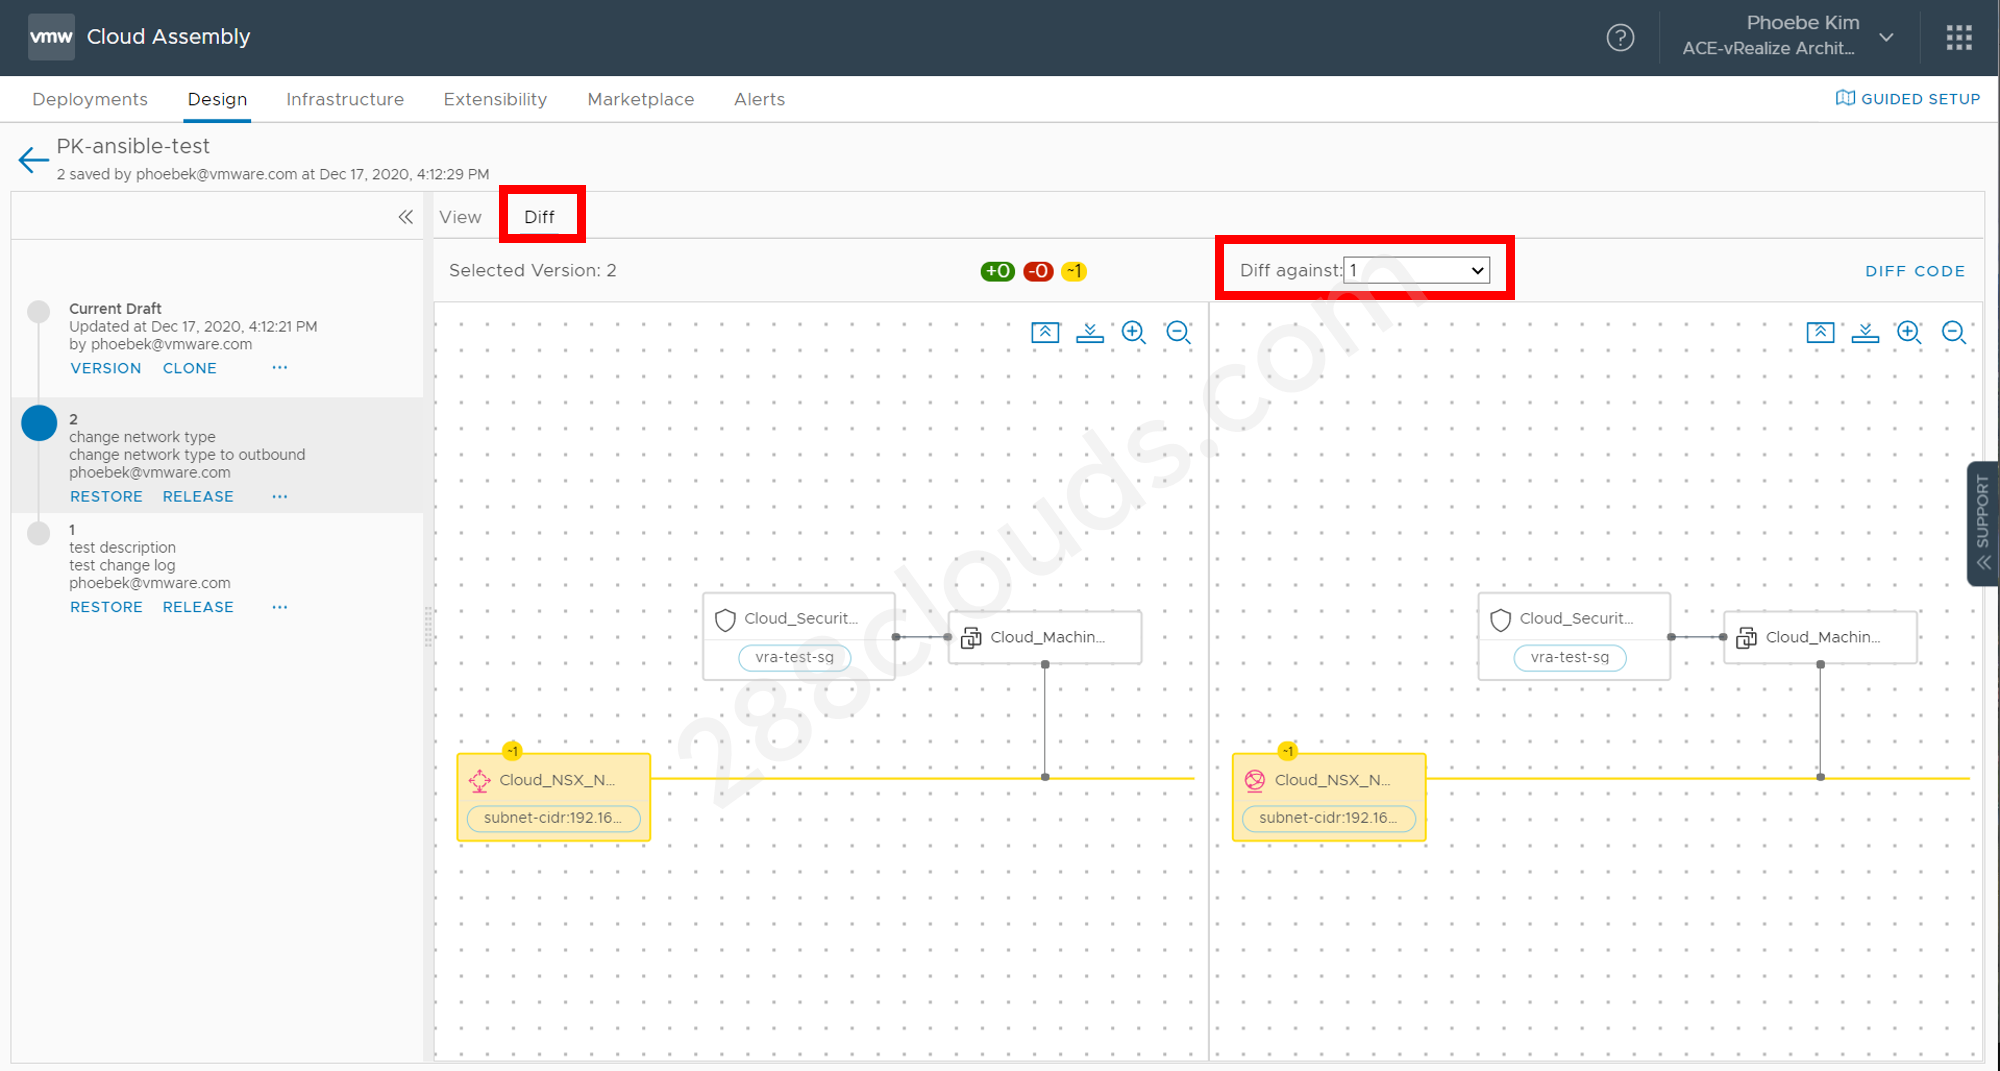 vmw Cloud Assembly
Phoebe Kim
ACE-vRealize Archit...
Deployments Design Infrastructure Extensibility Marketplace Alerts
GUIDED SETUP
PK-ansible-test
2 saved by phoebek@vmware.com at Dec 17, 2020, 4:12:29 PM
View Diff
Selected Version: 2
+0 -0 ~1
Diff against: 1
DIFF CODE
Current Draft
Updated at Dec 17, 2020, 4:12:21 PM
by phoebek@vmware.com
VERSION CLONE ...
2
change network type
change network type to outbound
phoebek@vmware.com
RESTORE RELEASE ...
1
test description
test change log
phoebek@vmware.com
RESTORE RELEASE ...
Cloud_Securit...
vra-test-sg
Cloud_Machin...
~1
Cloud_NSX_N...
subnet-cidr:192.16...
Cloud_Securit...
vra-test-sg
Cloud_Machin...
~1
Cloud_NSX_N...
subnet-cidr:192.16...
SUPPORT
288clouds.com